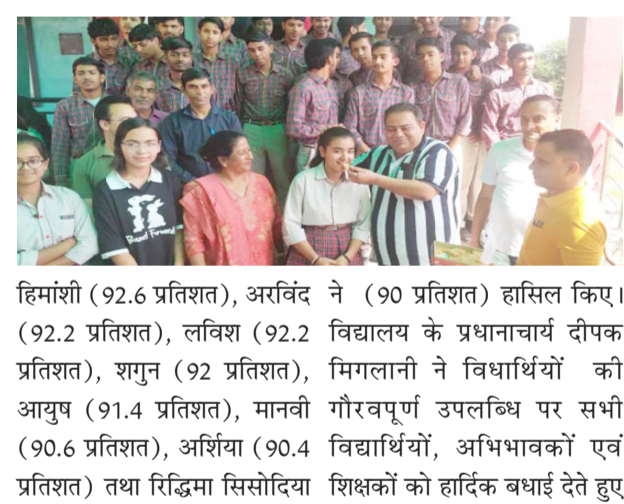 Bound Forward
हिमांशी (92.6 प्रतिशत), अरविंद
(92.2 प्रतिशत), लविश (92.2
प्रतिशत), शगुन (92 प्रतिशत),
आयुष (91.4 प्रतिशत), मानवी
(90.6 प्रतिशत), अर्शिया (90.4
प्रतिशत) तथा रिद्धिमा सिसोदिया
ने (90 प्रतिशत) हासिल किए।
विद्यालय के प्रधानाचार्य दीपक
मिगलानी ने विधार्थियों की
गौरवपूर्ण उपलब्धि पर सभी
विद्यार्थियों, अभिभावकों एवं
शिक्षकों को हार्दिक बधाई देते हुए